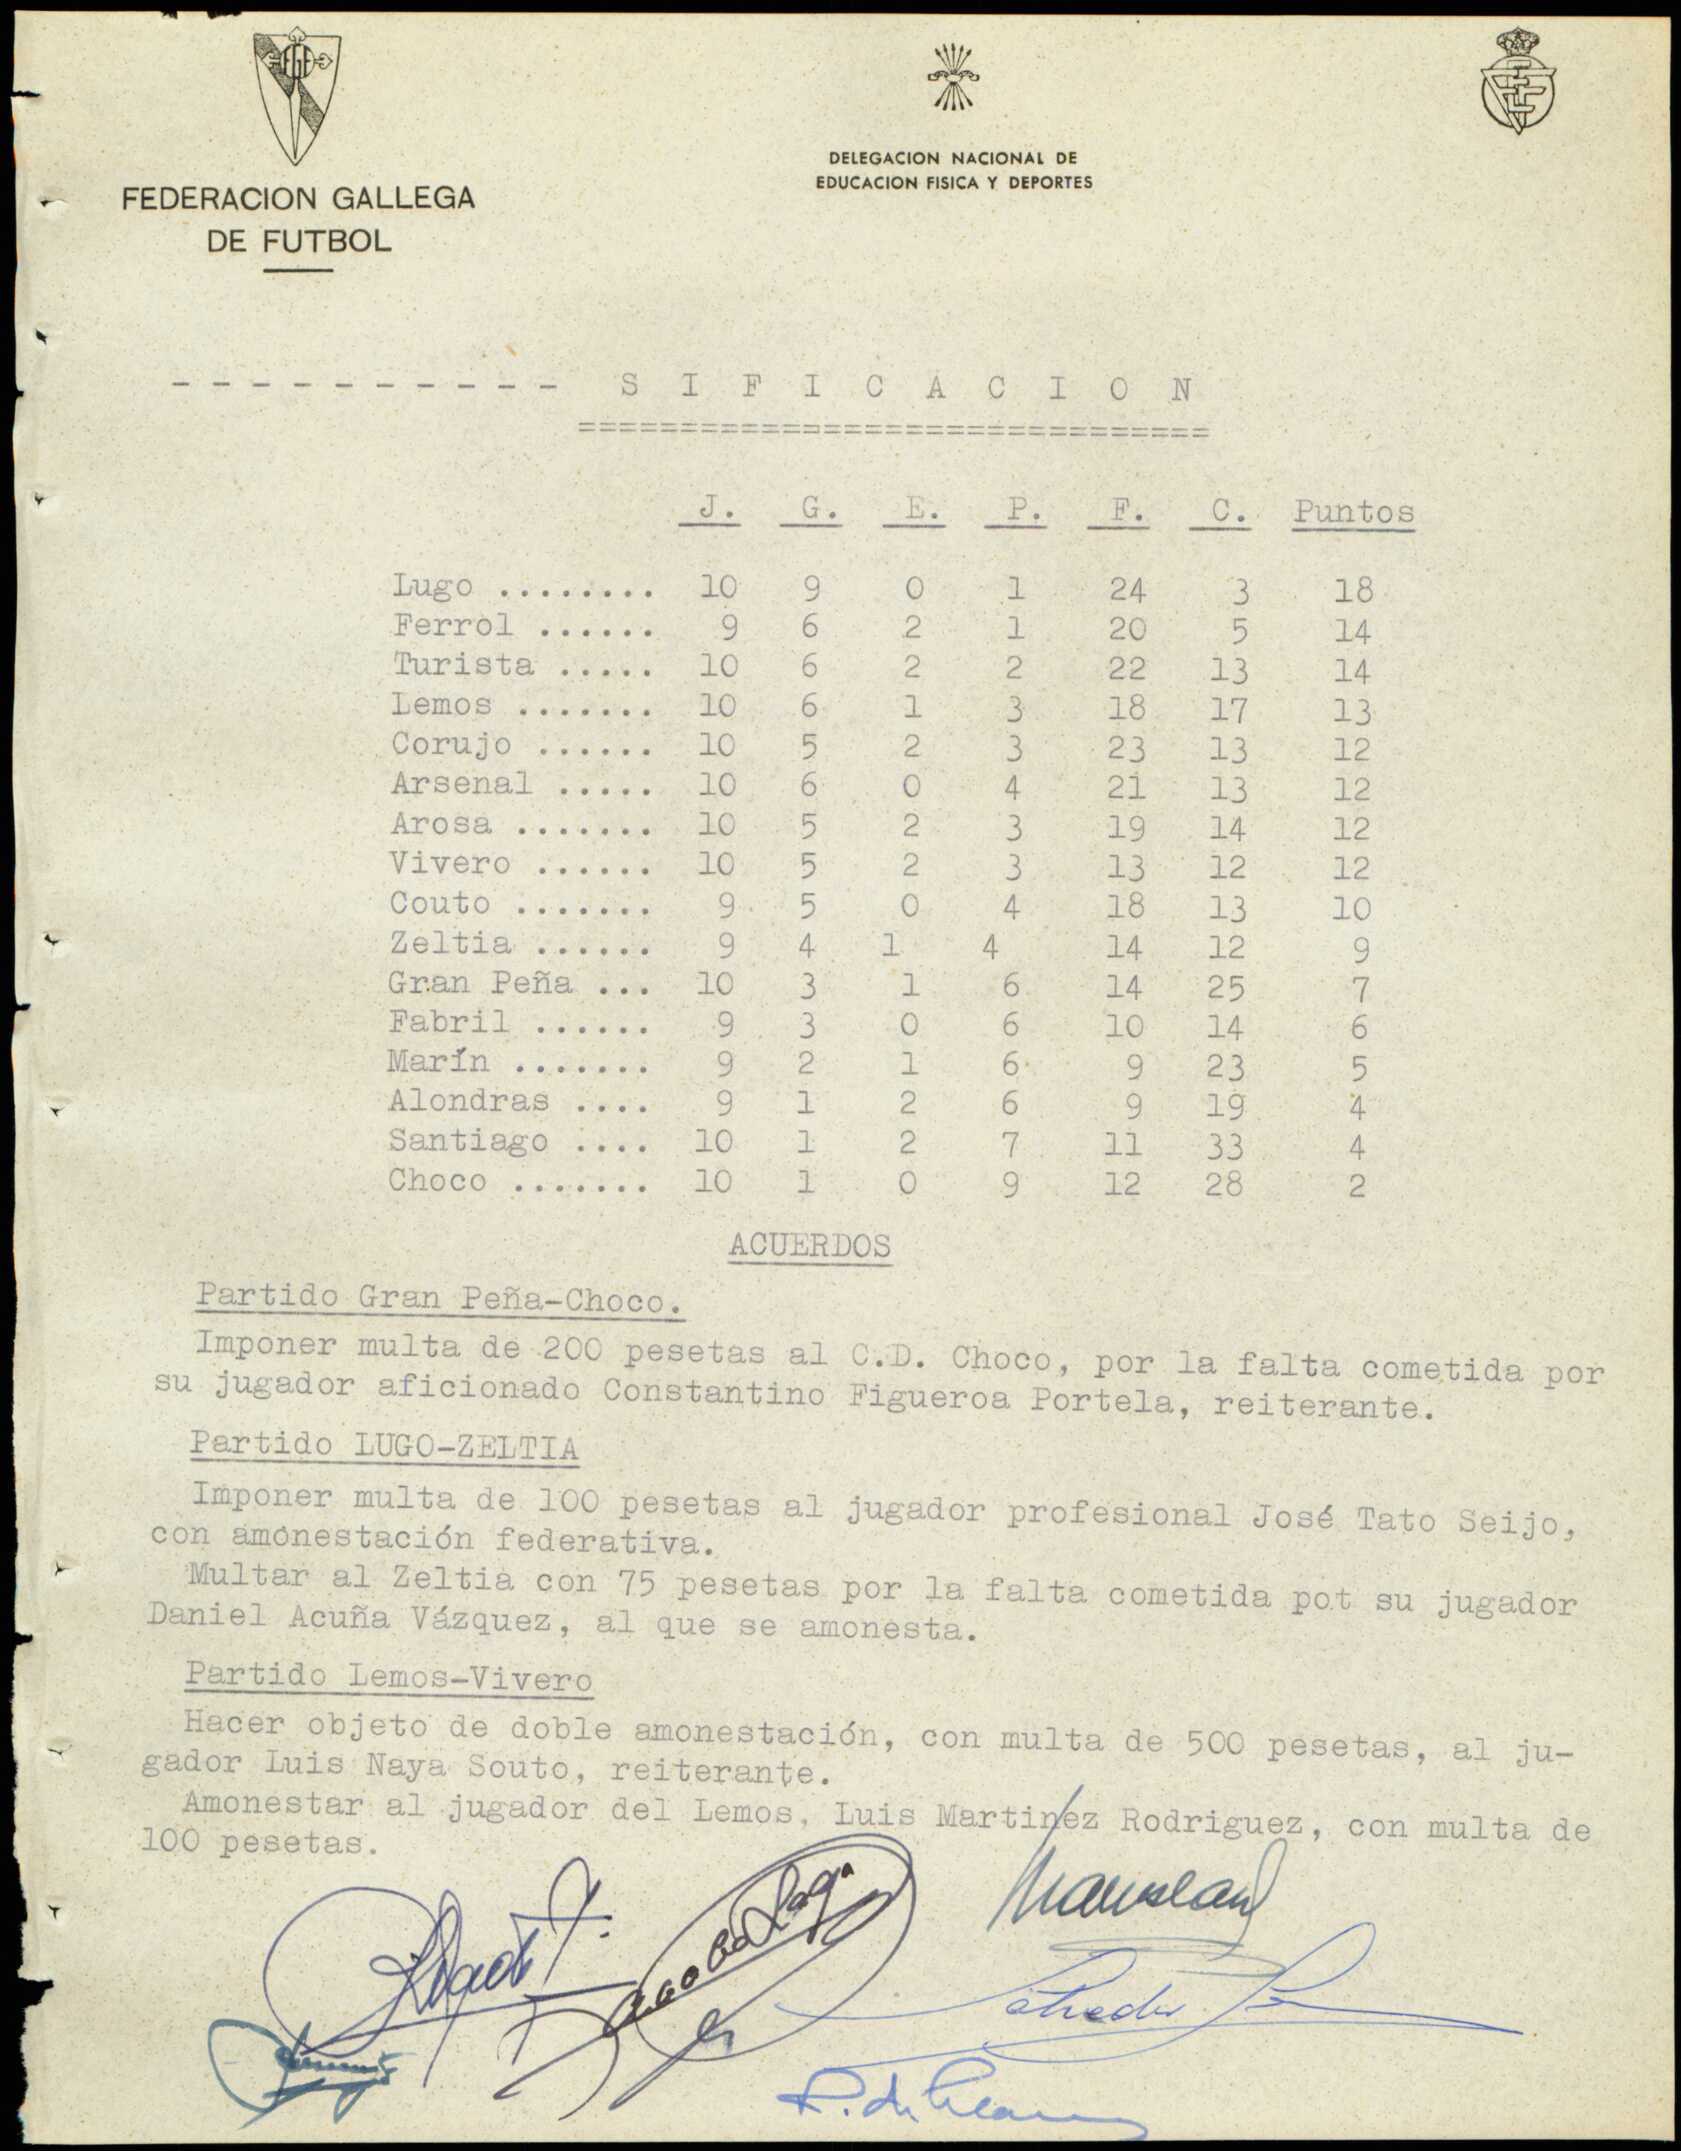 FEDERACION GALLEGA
DE FUTBOL
DELEGACION NACIONAL DE
EDUCACION FISICA Y DEPORTES
- - - - - - - - - - S I F I C A C I O N
===============================
J. G. E. P. F. C. Puntos
Lugo ........ 10 9 0 1 24 3 18
Ferrol ...... 9 6 2 1 20 5 14
Turista ..... 10 6 2 2 22 13 14
Lemos ....... 10 6 1 3 18 17 13
Corujo ...... 10 5 2 3 23 13 12
Arsenal ..... 10 6 0 4 21 13 12
Arosa ....... 10 5 2 3 19 14 12
Vivero ...... 10 5 2 3 13 12 12
Couto ....... 9 5 0 4 18 13 10
Zeltia ...... 9 4 1 4 14 12 9
Gran Peña ... 10 3 1 6 14 25 7
Fabril ...... 9 3 0 6 10 14 6
Marín ....... 9 2 1 6 9 23 5
Alondras .... 9 1 2 6 9 19 4
Santiago .... 10 1 2 7 11 33 4
Choco ....... 10 1 0 9 12 28 2
ACUERDOS
Partido Gran Peña-Choco.
Imponer multa de 200 pesetas al C.D. Choco, por la falta cometida por
su jugador aficionado Constantino Figueroa Portela, reiterante.
Partido LUGO-ZELTIA
Imponer multa de 100 pesetas al jugador profesional José Tato Seijo,
con amonestación federativa.
Multar al Zeltia con 75 pesetas por la falta cometida pot su jugador
Daniel Acuña Vázquez, al que se amonesta.
Partido Lemos-Vivero
Hacer objeto de doble amonestación, con multa de 500 pesetas, al ju-
gador Luis Naya Souto, reiterante.
Amonestar al jugador del Lemos, Luis Martinez Rodriguez, con multa de
100 pesetas.